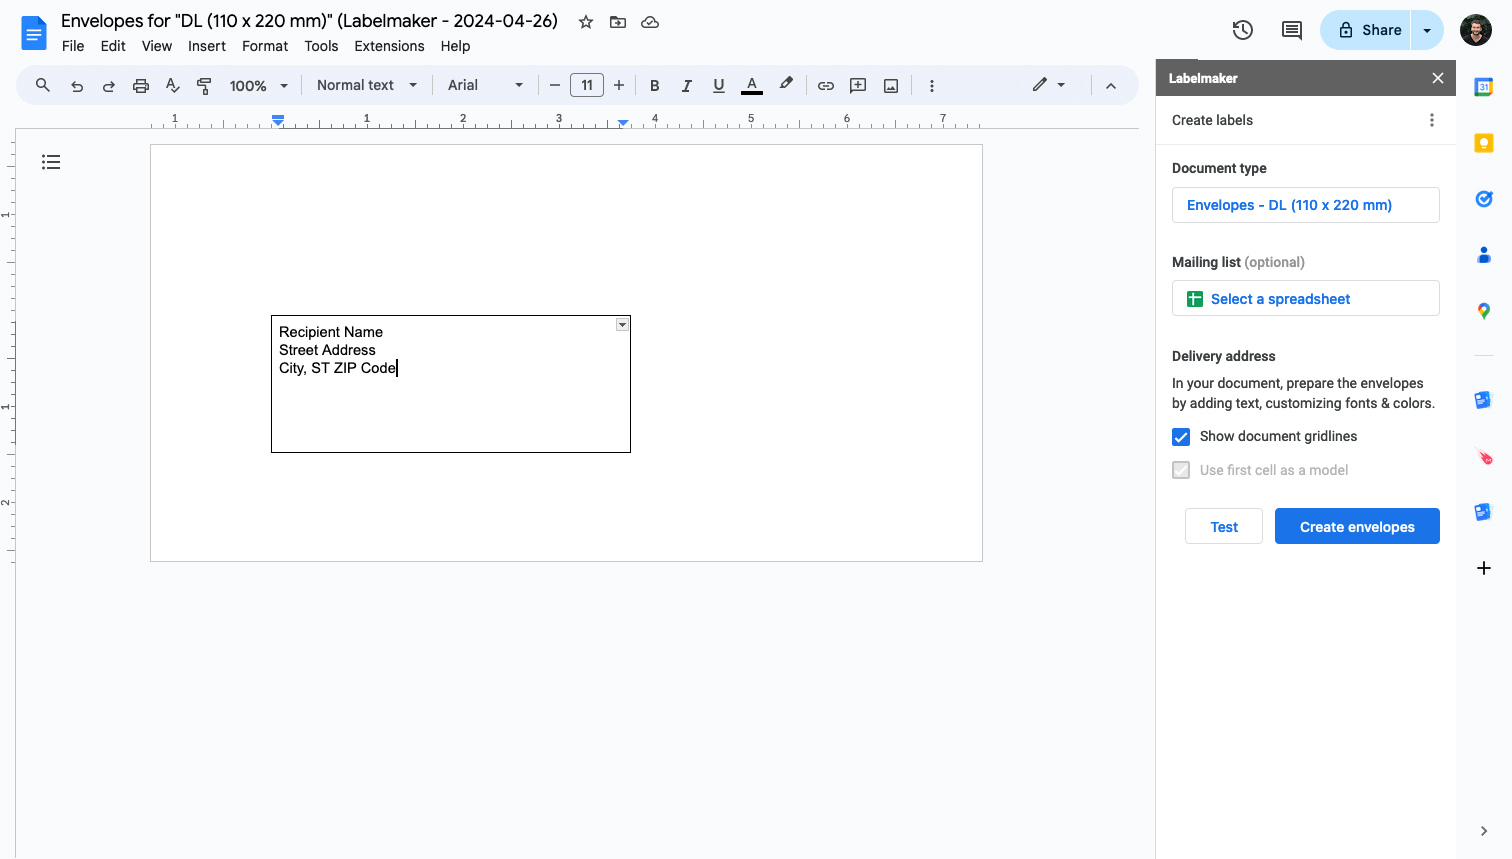 Envelopes for "DL (110 x 220 mm)" (Labelmaker - 2024-04-26)
File Edit View Insert Format Tools Extensions Help
Share
100% Normal text Arial 11 B I U A
1 1 2 3 4 5 6 7
1
1
2
Recipient Name
Street Address
City, ST ZIP Code
Labelmaker
Create labels
Document type
Envelopes - DL (110 x 220 mm)
Mailing list (optional)
Select a spreadsheet
Delivery address
In your document, prepare the envelopes
by adding text, customizing fonts & colors.
Show document gridlines
Use first cell as a model
Test Create envelopes
31